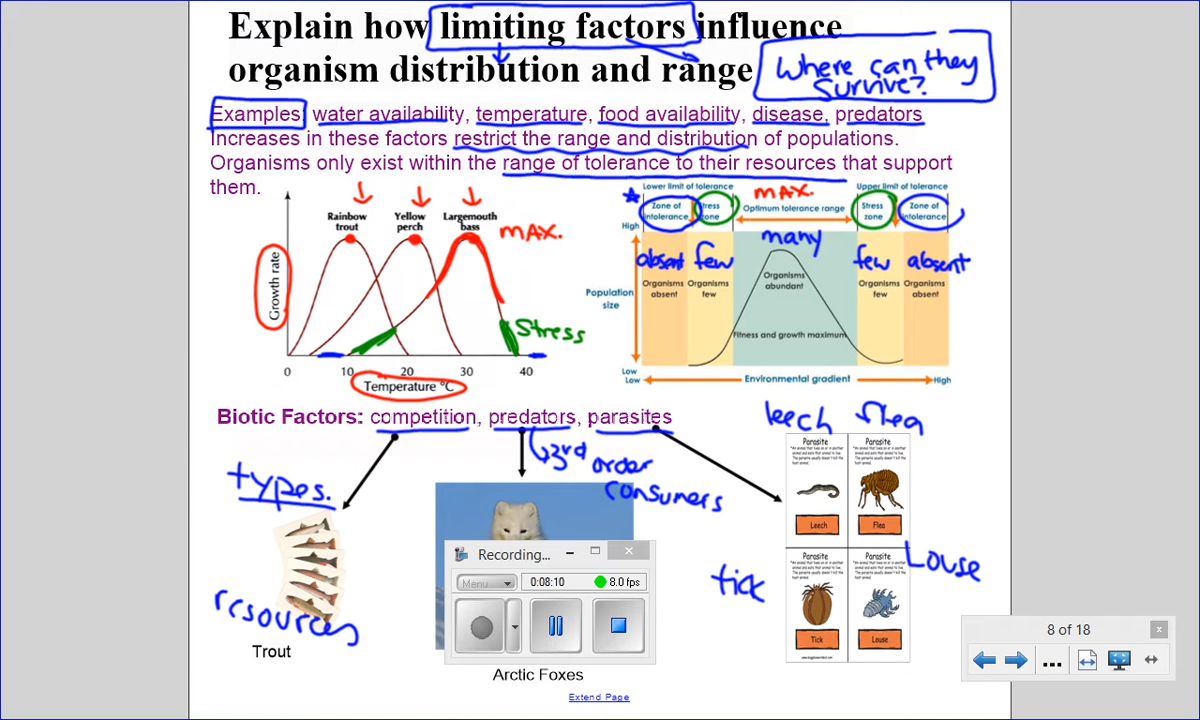 Explain how limiting factors influence
organism distribution and range
Where can they
survive?
Examples: water availability, temperature, food availability, disease, predators
Increases in these factors restrict the range and distribution of populations.
Organisms only exist within the range of tolerance to their resources that support
them.
Rainbow
trout
Yellow
perch
Largemouth
bass
max.
Growth rate
Stress
0 10 20 30 40
Temperature °C
Lower limit of tolerance
max.
Upper limit of tolerance
Zone of
intolerance
Stress
zone
Optimum tolerance range
Stress
zone
Zone of
intolerance
High
absent few many few absent
Organisms
absent
Organisms
few
Organisms
abundant
Organisms
few
Organisms
absent
Population
size
Fitness and growth maximum
Low
Low
Environmental gradient
High
Biotic Factors: competition, predators, parasites
types.
3rd order
consumers
leech flea
Parasite
Parasite
Leech
Flea
tick
Louse
Parasite
Parasite
Tick
Louse
resources
Trout
Recording...
Menu
0:08:10
8.0 fps
Arctic Foxes
Extend Page
8 of 18